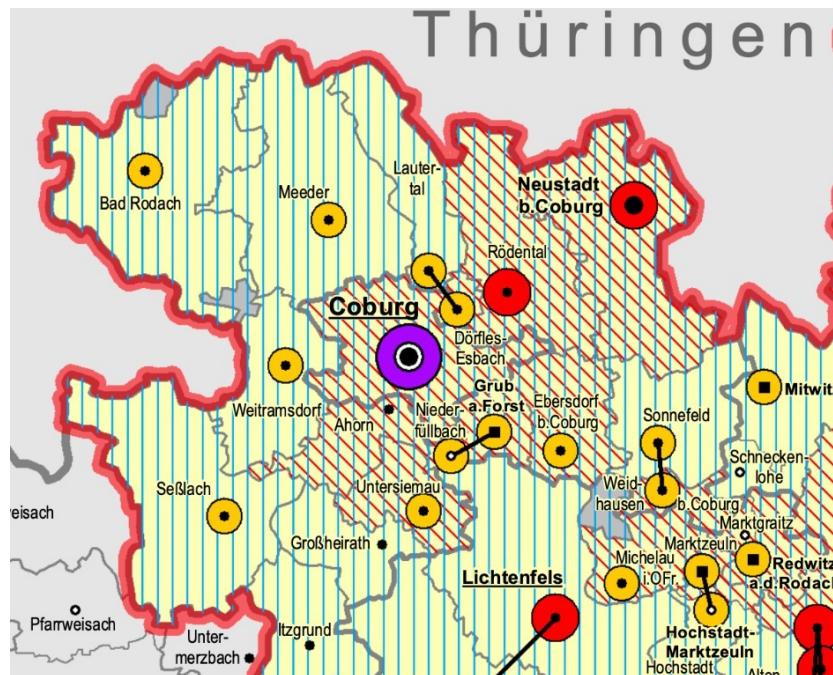 Thüringen
Lauter-
tal
Neustadt
b.Coburg
Bad Rodach
Meeder
Rödental
Coburg
Dörfles-
Esbach
Grub
a.Forst
Ebersdorf
b.Coburg
Weitramsdorf
Ahorn
Nieder-
füllbach
Sonnefeld
Mitwit
Schnecken-
lohe
Untersiemau
Weid-
hausen
b.Coburg
Seßlach
eisach
Marktgraitz
Großheirath
Michelau
i.OFr.
Marktzeuln
Redwitz
a.d.Rodach
Lichtenfels
Pfarrweisach
Itzgrund
Unter-
merzbach
Hochstadt-
Marktzeuln
Hochstadt
Alten